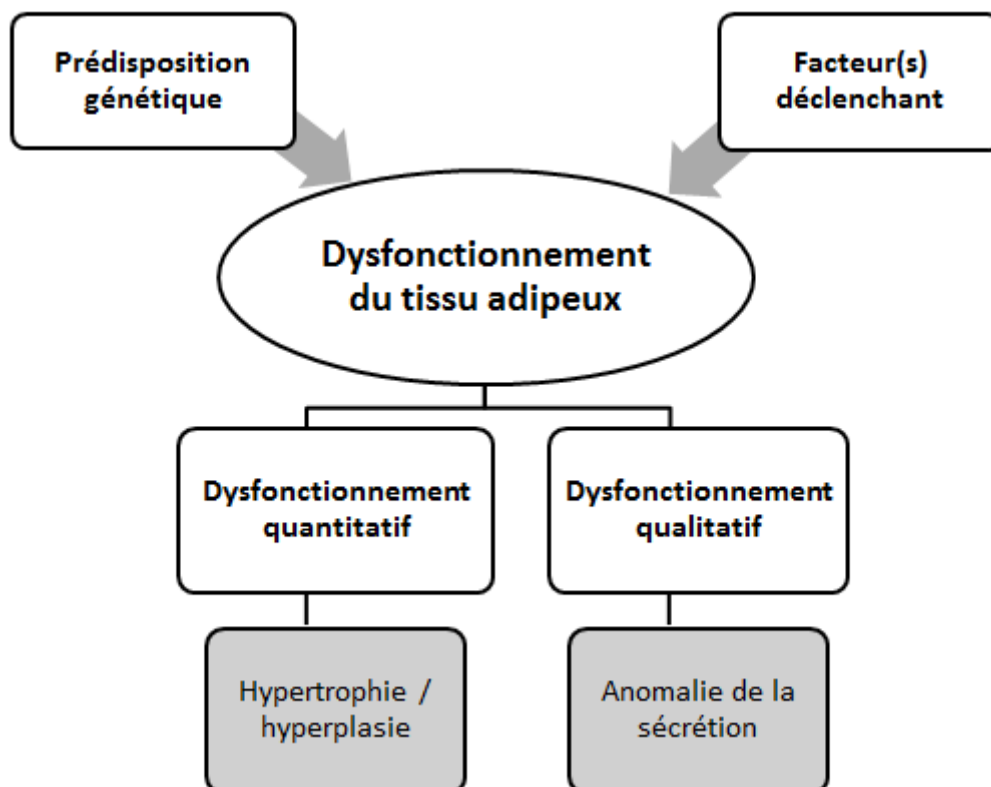 Prédisposition
génétique
Facteur(s)
déclenchant
Dysfonctionnement
du tissu adipeux
Dysfonctionnement
quantitatif
Dysfonctionnement
qualitatif
Hypertrophie /
hyperplasie
Anomalie de la
sécrétion